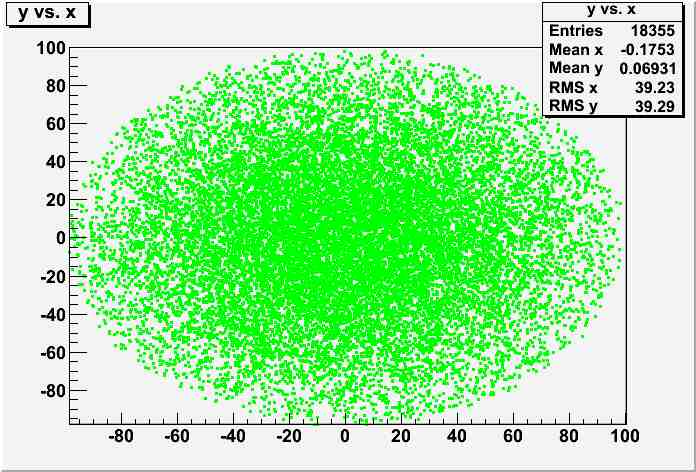 y vs. x
y vs. x
Entries 18355
Mean x -0.1753
Mean y 0.06931
RMS x 39.23
RMS y 39.29
100
80
60
40
20
0
-20
-40
-60
-80
-80 -60 -40 -20 0 20 40 60 80 100